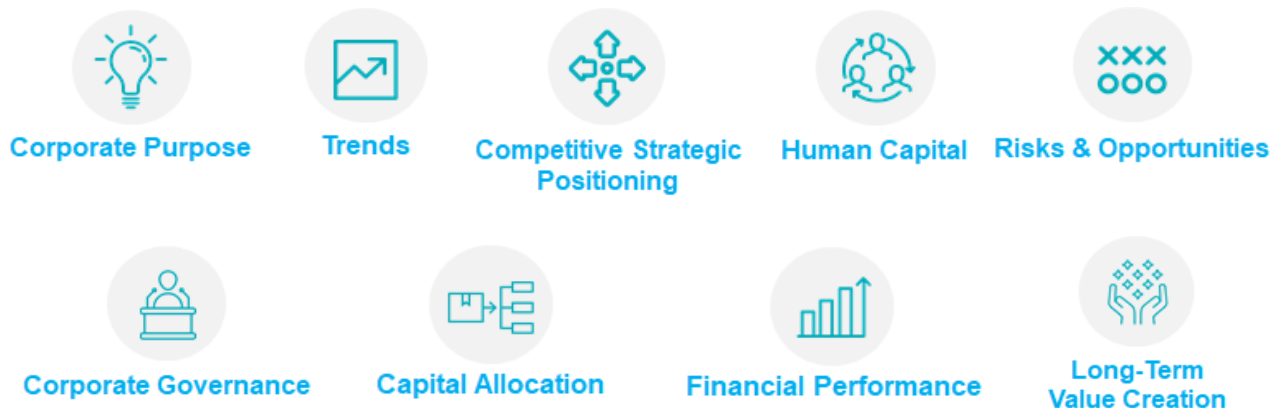 Corporate Purpose
Trends
Competitive Strategic
Positioning
Human Capital
Risks & Opportunities
Corporate Governance
Capital Allocation
Financial Performance
Long-Term
Value Creation